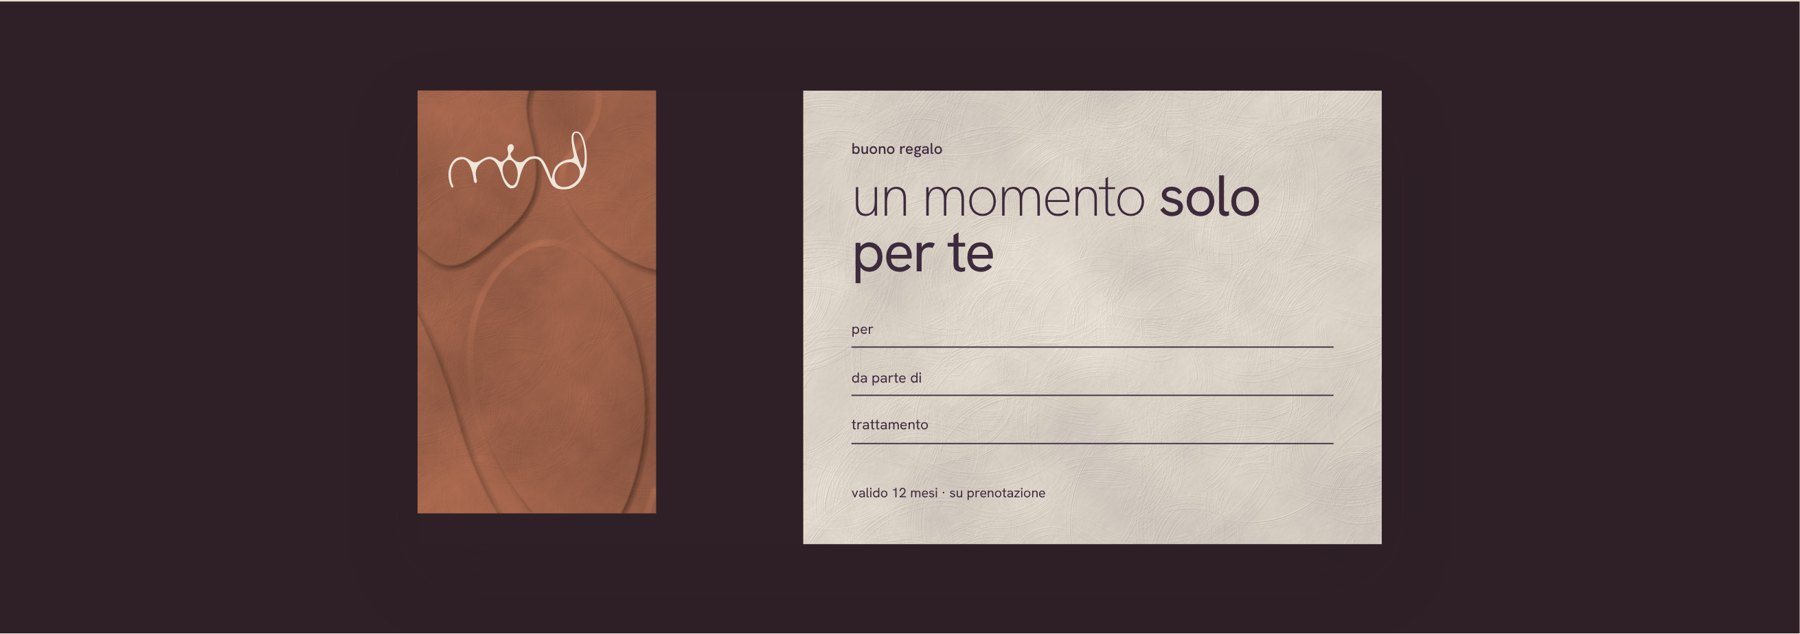 mind
buono regalo
un momento solo
per te
per
da parte di
trattamento
valido 12 mesi · su prenotazione